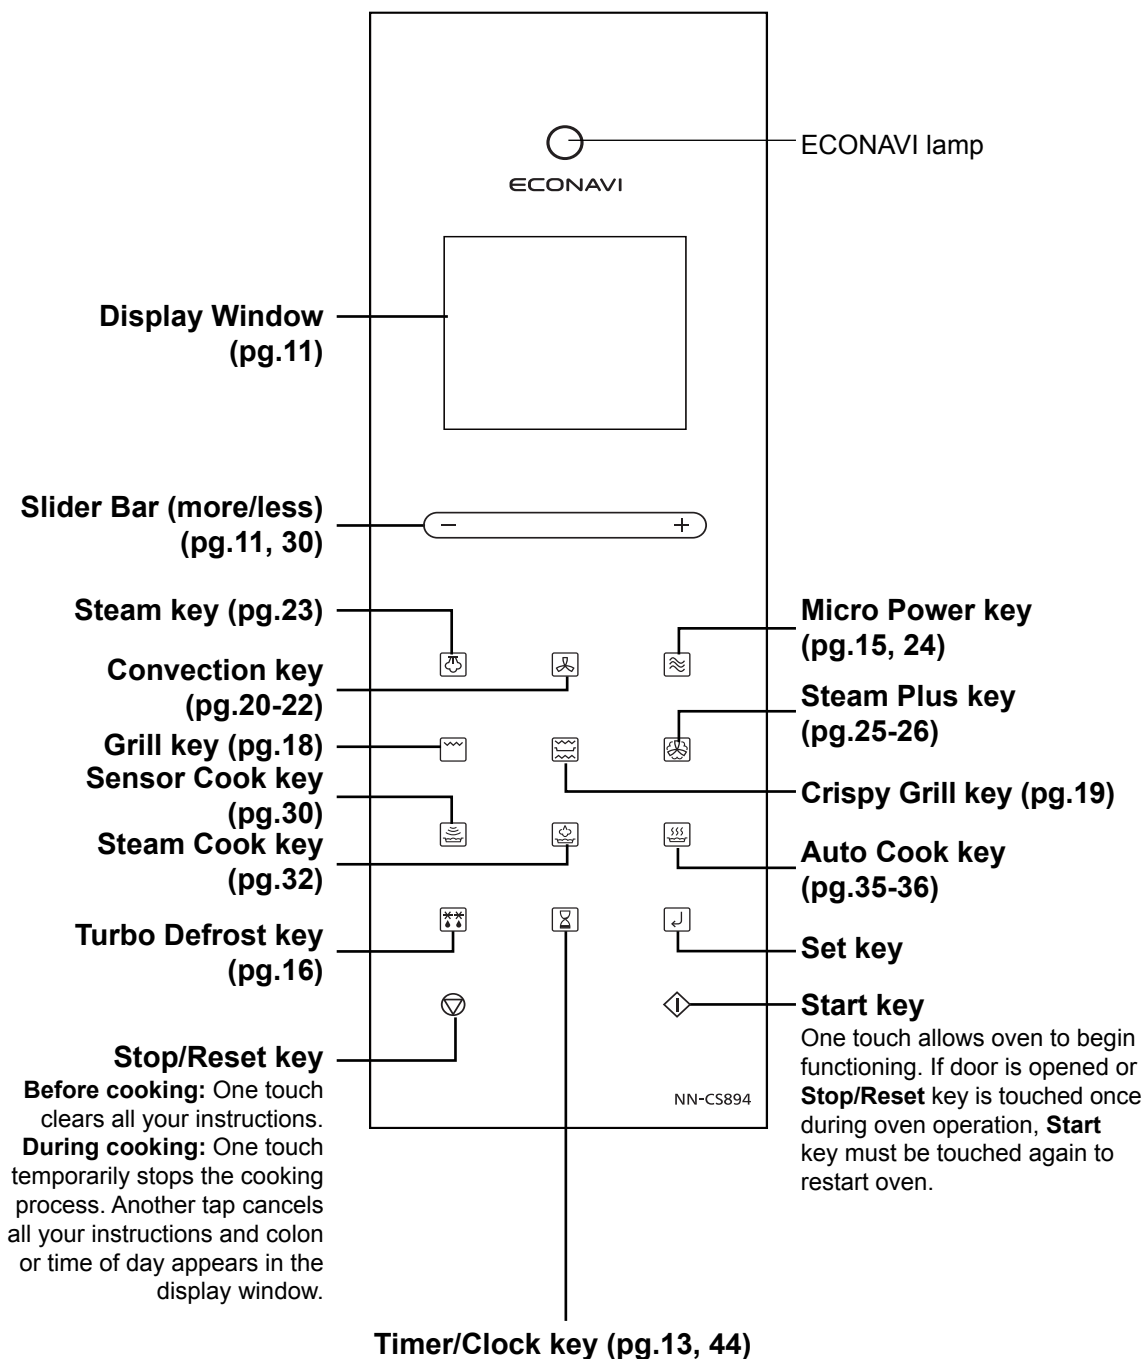 ECONAVI lamp
ECONAVI
Display Window
(pg.11)
Slider Bar (more/less)
(pg.11, 30)
− +
Steam key (pg.23)
Convection key
(pg.20-22)
Grill key (pg.18)
Sensor Cook key
(pg.30)
Steam Cook key
(pg.32)
Turbo Defrost key
(pg.16)
Stop/Reset key
Before cooking: One touch
clears all your instructions.
During cooking: One touch
temporarily stops the cooking
process. Another tap cancels
all your instructions and colon
or time of day appears in the
display window.
Micro Power key
(pg.15, 24)
Steam Plus key
(pg.25-26)
Crispy Grill key (pg.19)
Auto Cook key
(pg.35-36)
Set key
Start key
One touch allows oven to begin
functioning. If door is opened or
Stop/Reset key is touched once
during oven operation, Start
key must be touched again to
restart oven.
NN-CS894
Timer/Clock key (pg.13, 44)